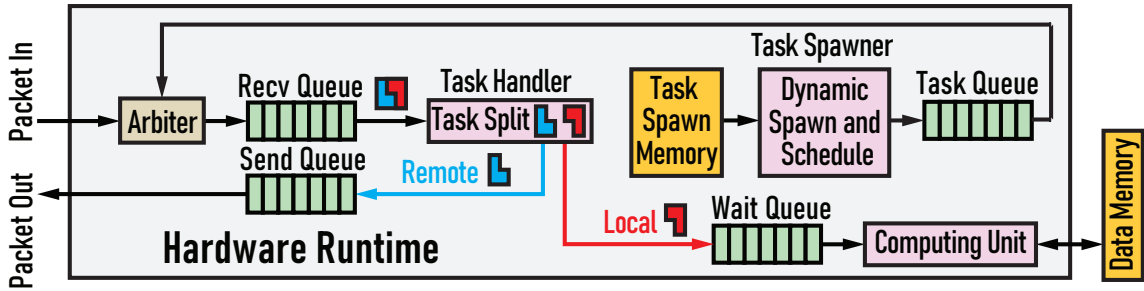 Packet In
Arbiter
Recv Queue
Task Handler
Task Split
Task Spawner
Task
Spawn
Memory
Dynamic
Spawn and
Schedule
Task Queue
Packet Out
Send Queue
Remote
Local
Wait Queue
Computing Unit
Data Memory
Hardware Runtime